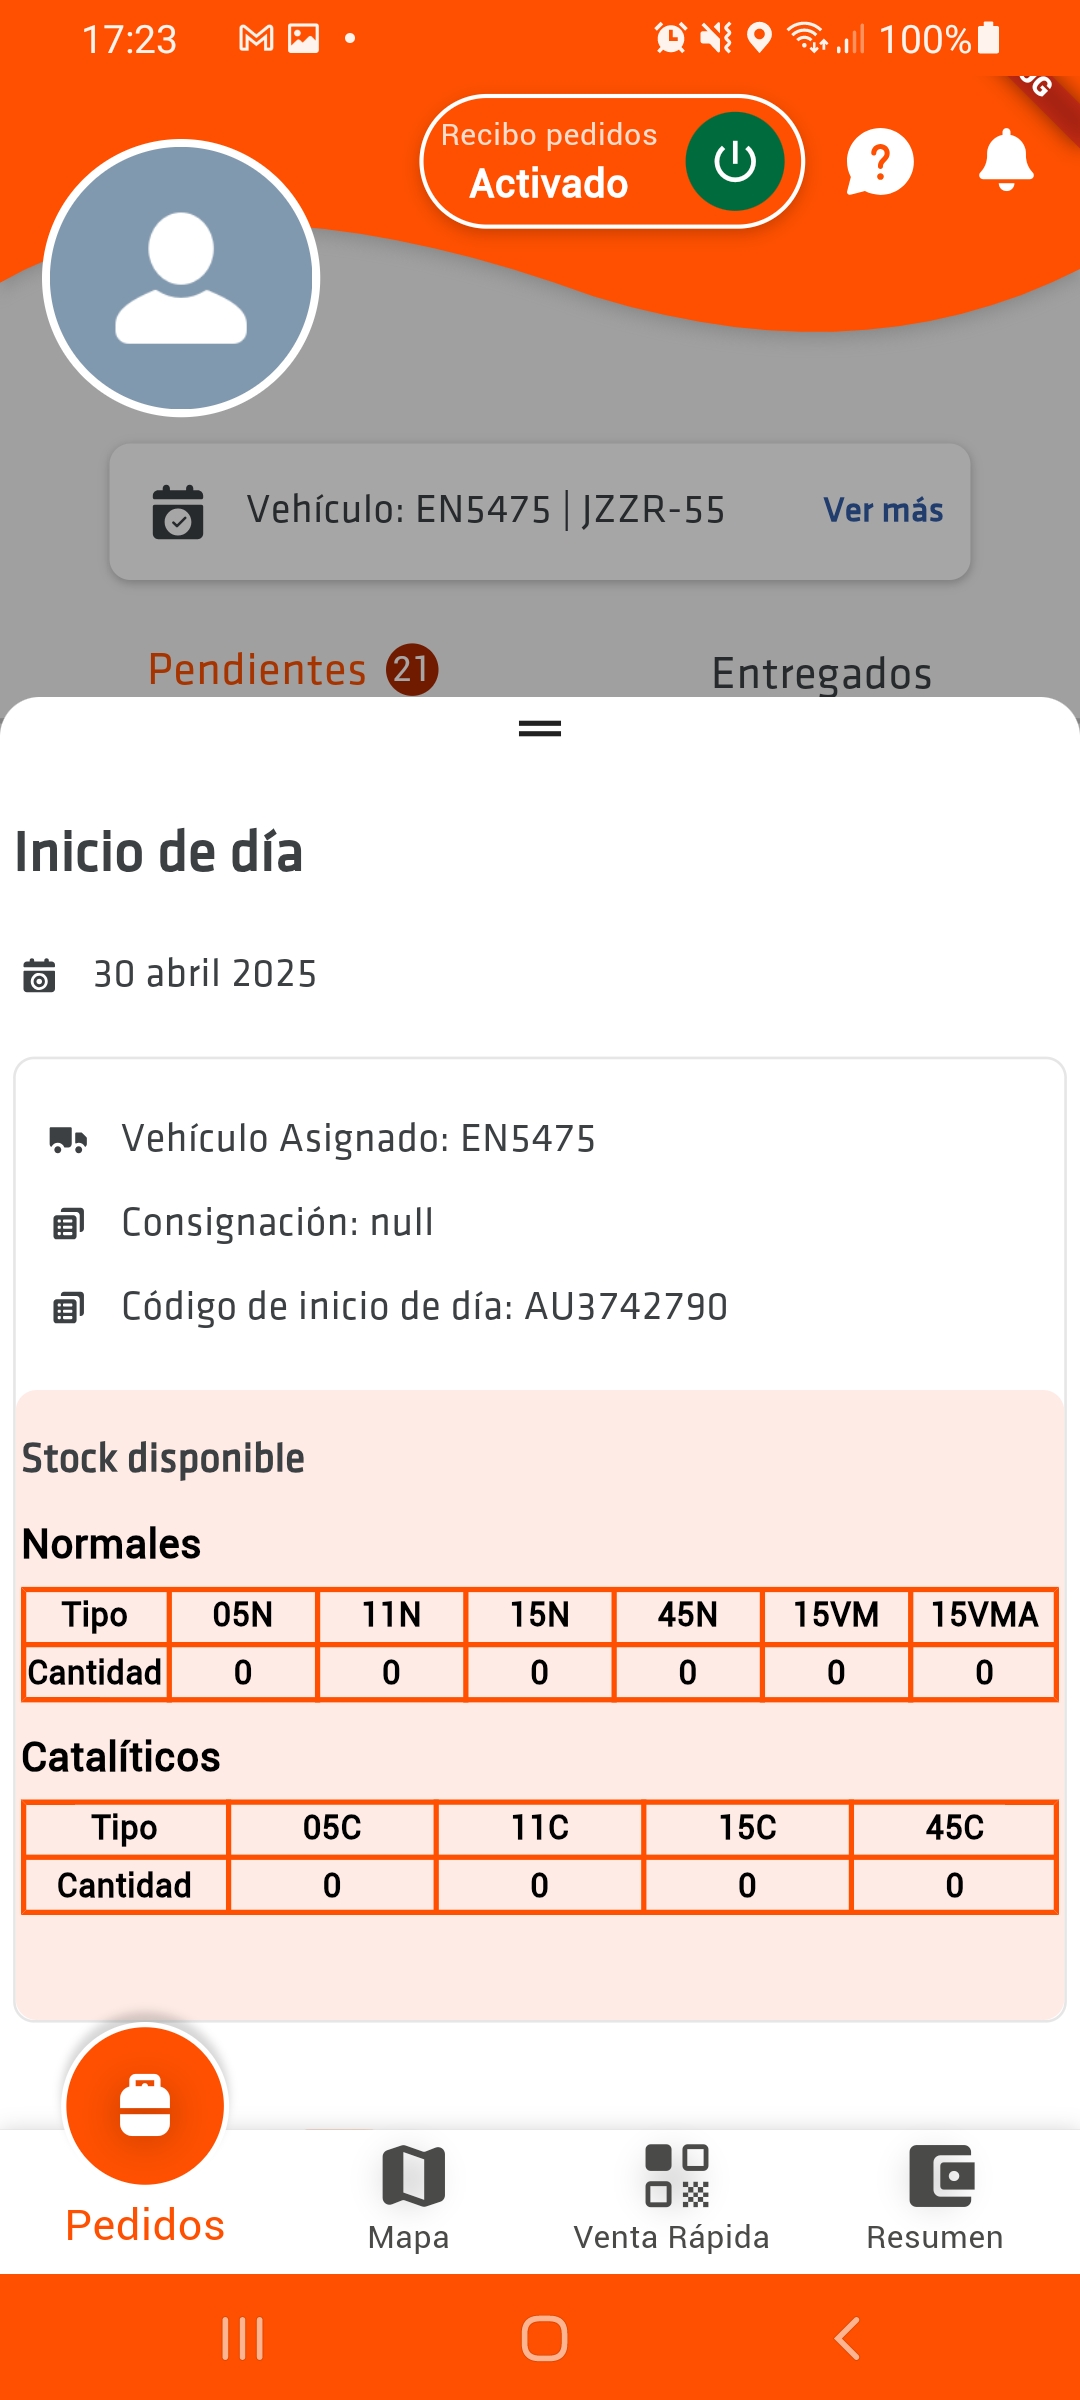 17:23 100%
Recibo pedidos
Activado
Vehículo: EN5475 | JZZR-55 Ver más
Pendientes 21 Entregados
Inicio de día
30 abril 2025
Vehículo Asignado: EN5475
Consignación: null
Código de inicio de día: AU3742790
Stock disponible
Normales
Tipo 05N 11N 15N 45N 15VM 15VMA
Cantidad 0 0 0 0 0 0
Catalíticos
Tipo 05C 11C 15C 45C
Cantidad 0 0 0 0
Pedidos Mapa Venta Rápida Resumen